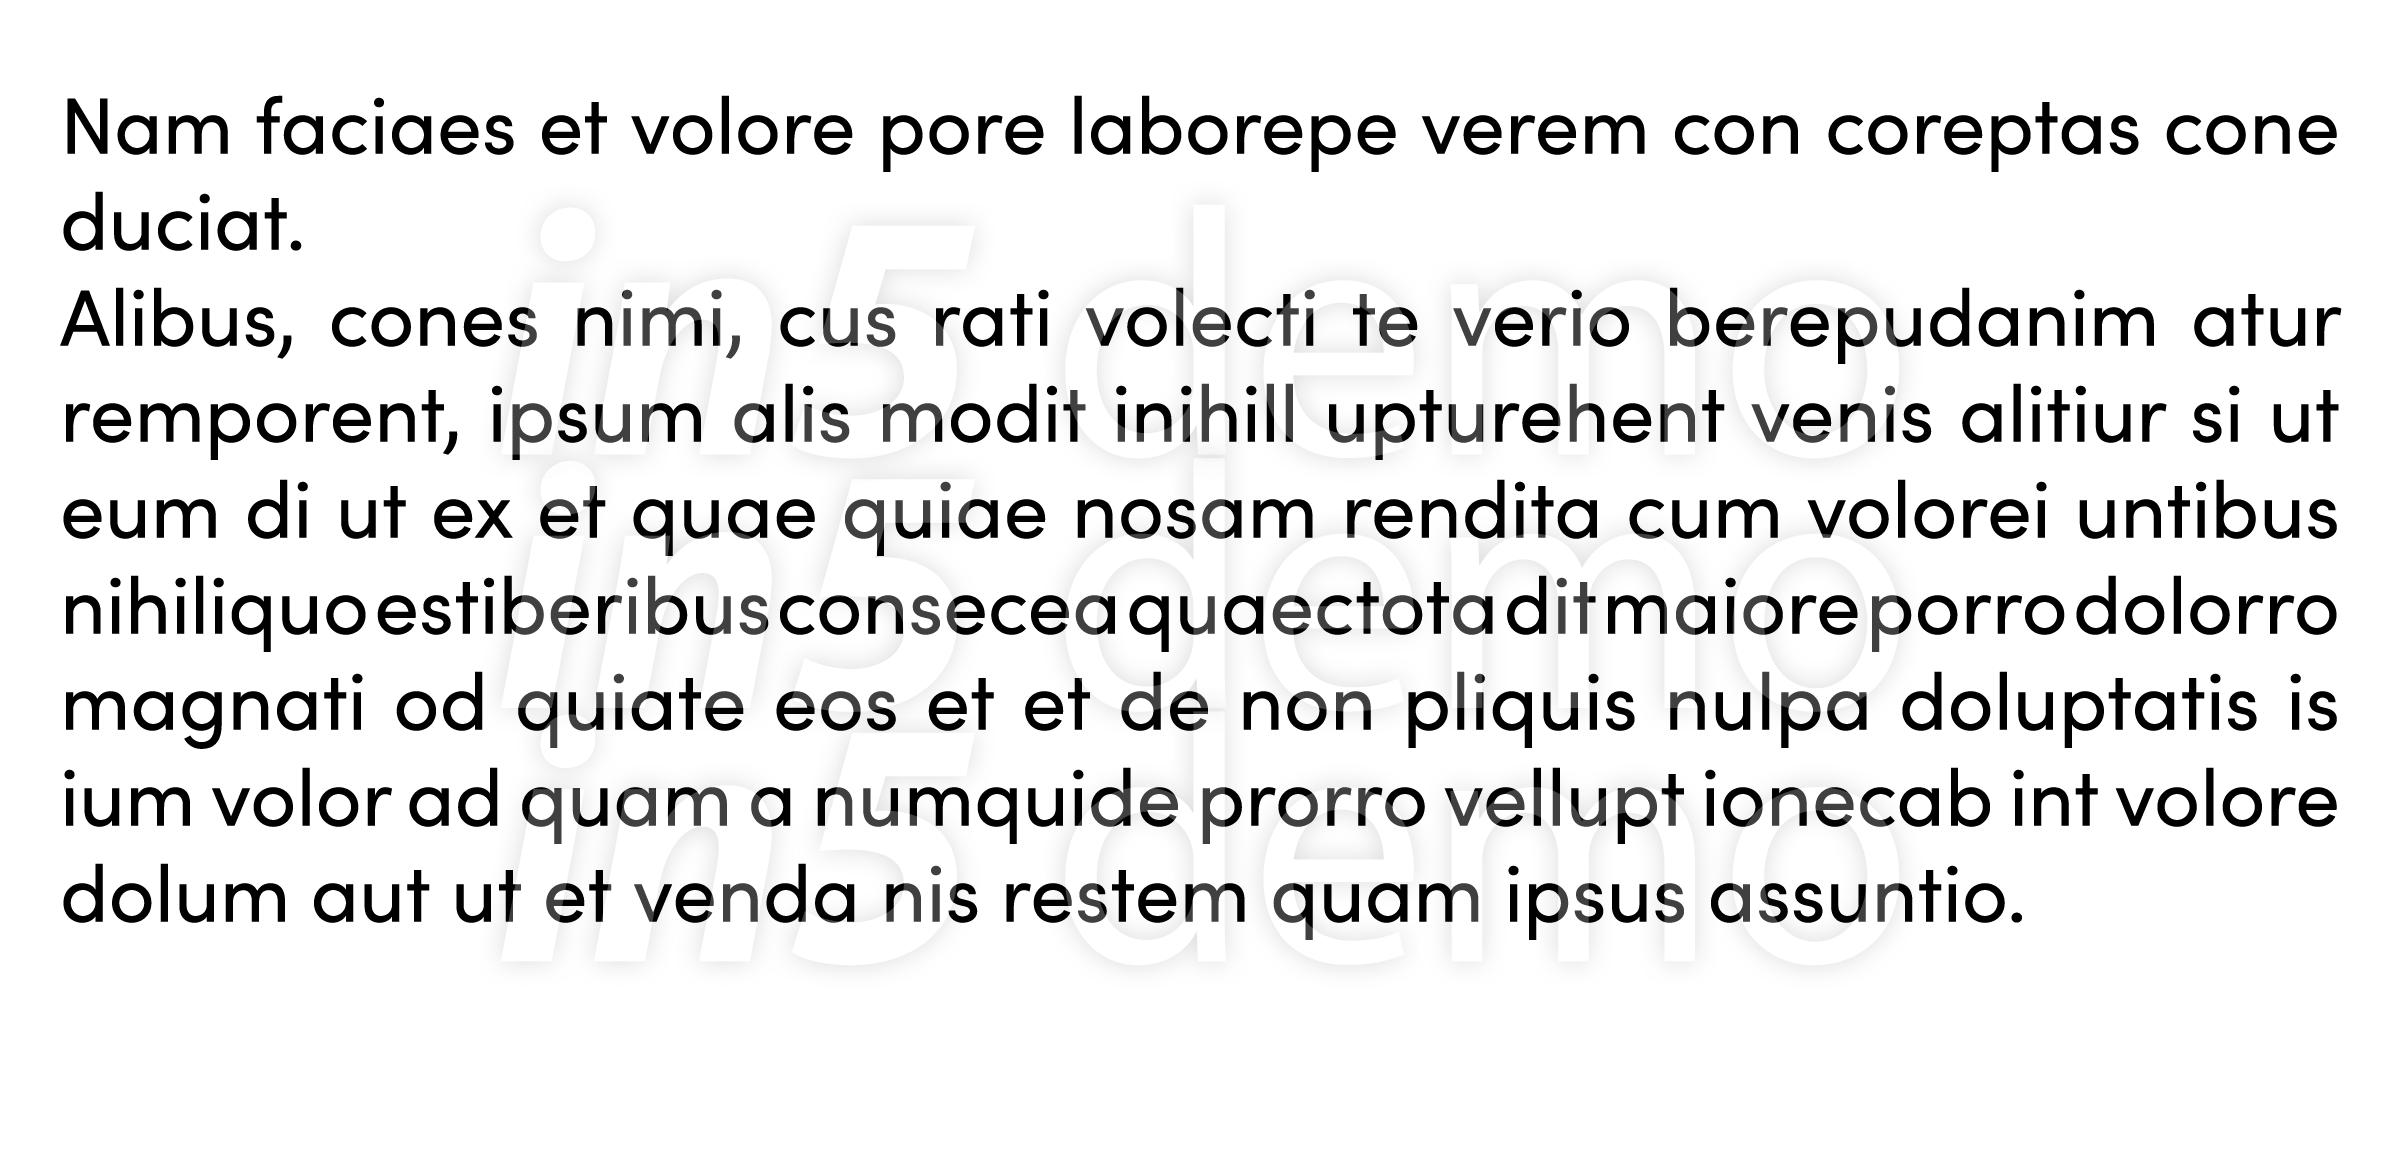 Nam faciaes et volore pore laborepe verem con coreptas cone
duciat.
Alibus, cones nimi, cus rati volecti te verio berepudanim atur
remporent, ipsum alis modit inihill upturehent venis alitiur si ut
eum di ut ex et quae quiae nosam rendita cum volorei untibus
nihiliquo estiberibus consecea quaectota dit maiore porro dolorro
magnati od quiate eos et et de non pliquis nulpa doluptatis is
ium volor ad quam a numquide prorro vellupt ionecab int volore
dolum aut ut et venda nis restem quam ipsus assuntio.
in5 demo
in5 demo
in5 demo